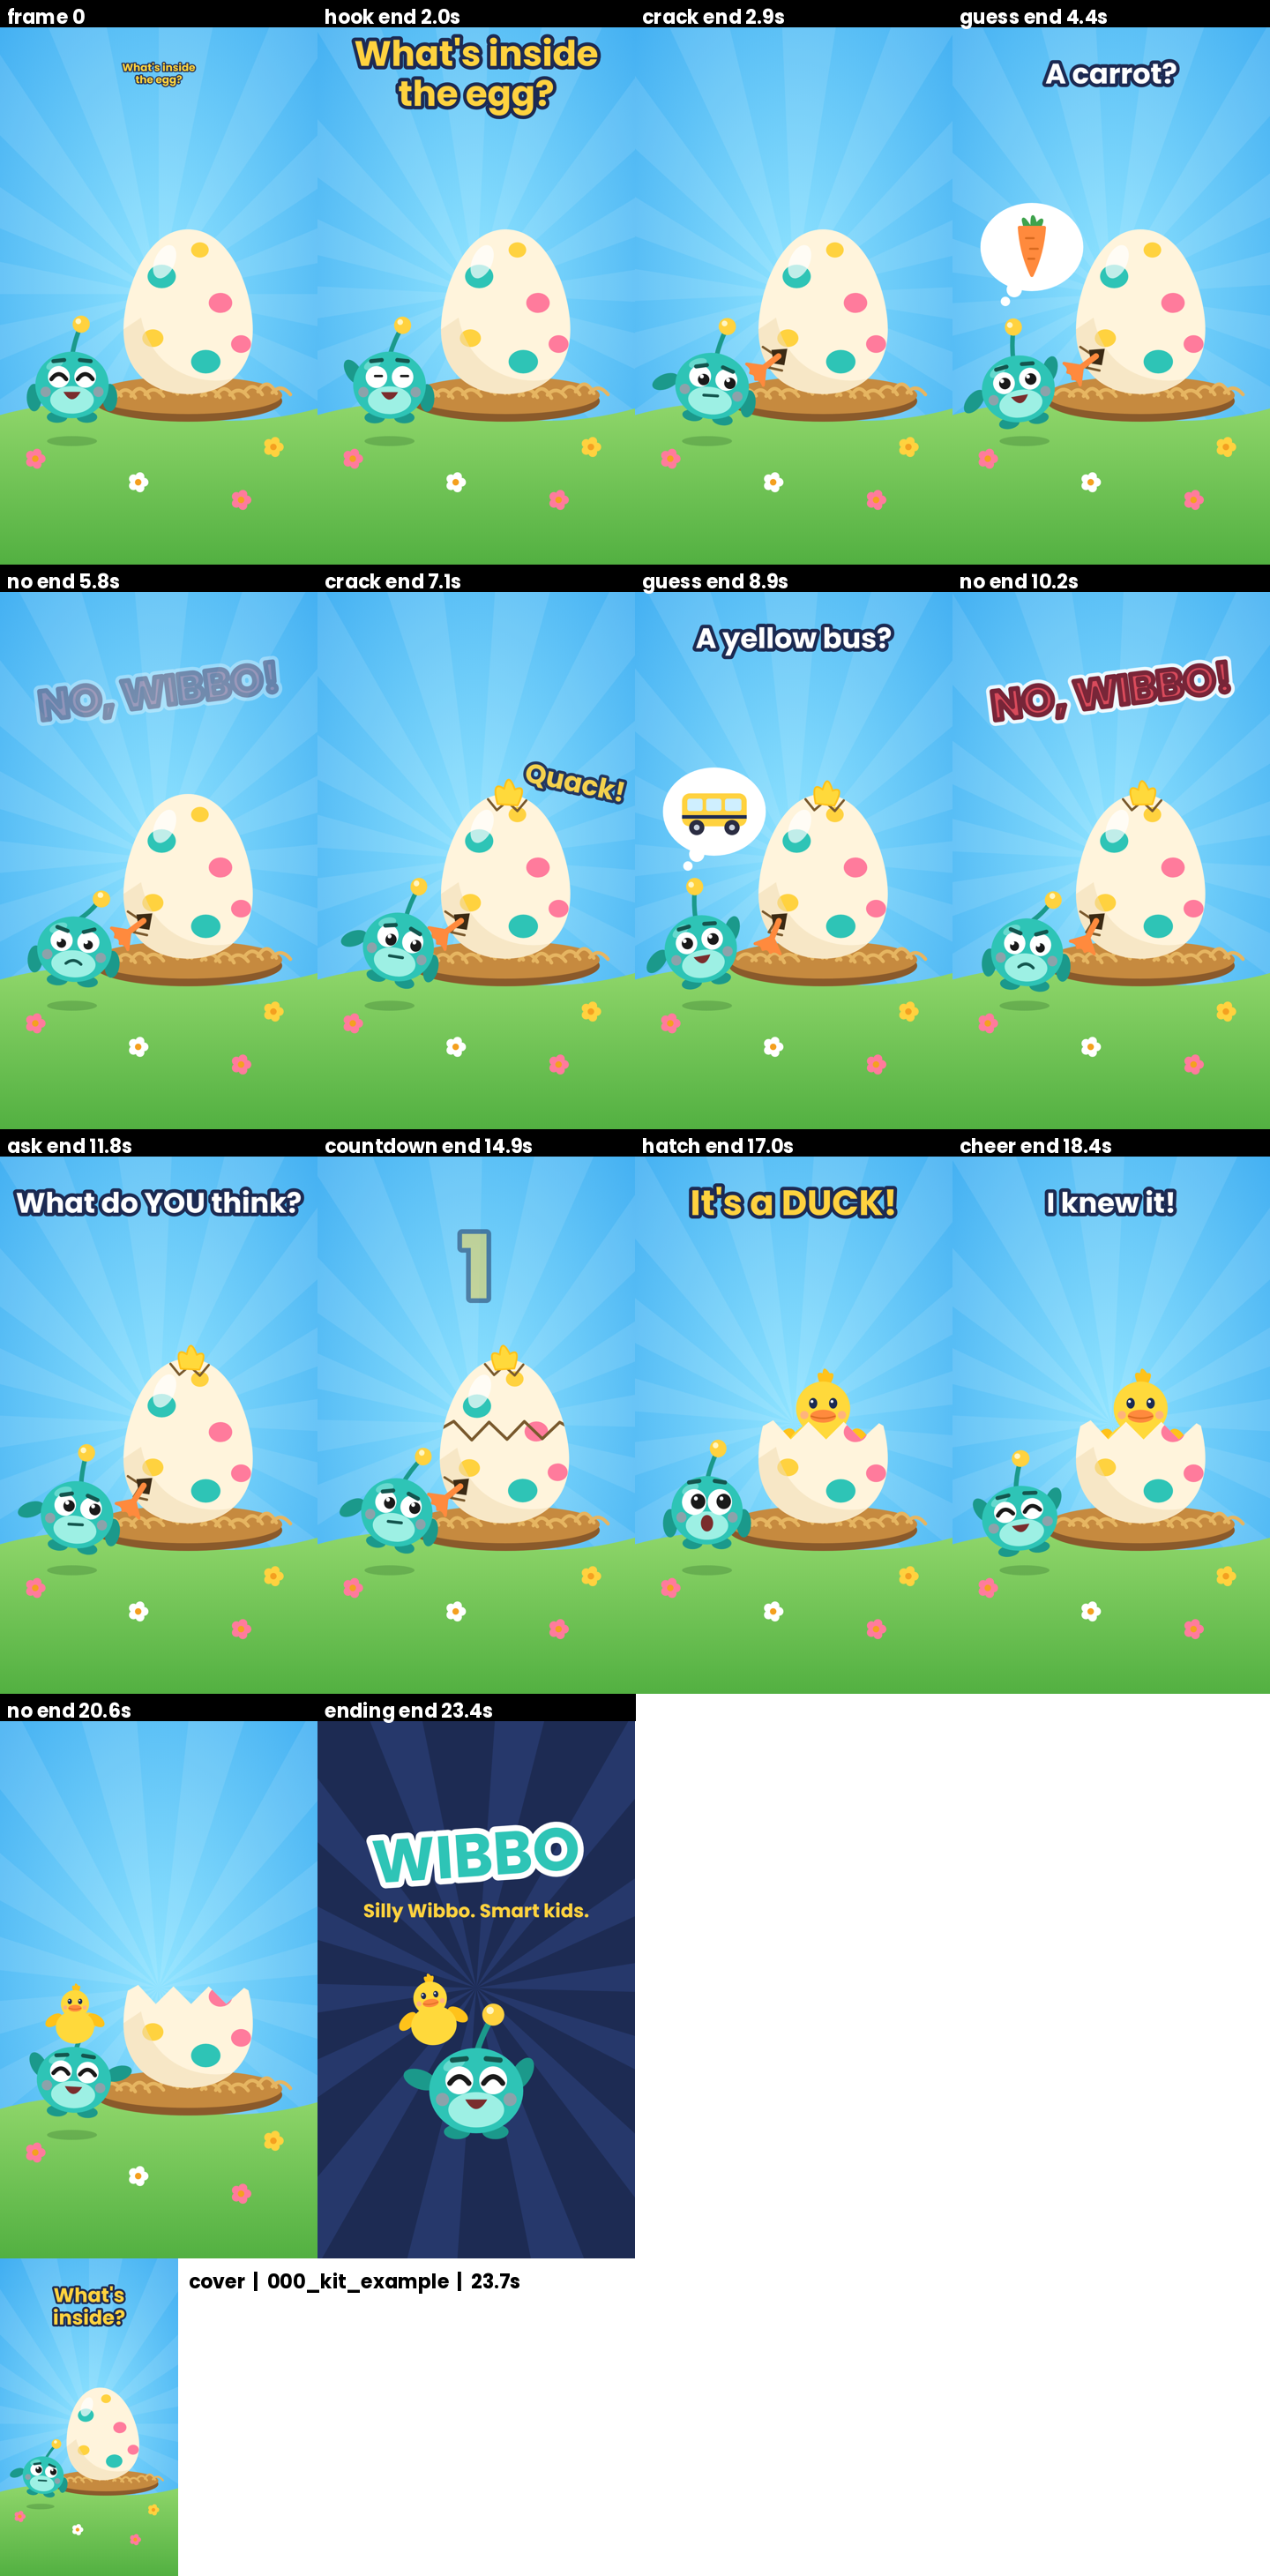 frame 0
hook end 2.0s
crack end 2.9s
guess end 4.4s
What's inside
the egg?
What's inside
the egg?
A carrot?
no end 5.8s
crack end 7.1s
guess end 8.9s
no end 10.2s
NO, WIBBO!
Quack!
A yellow bus?
NO, WIBBO!
ask end 11.8s
countdown end 14.9s
hatch end 17.0s
cheer end 18.4s
What do YOU think?
1
It's a DUCK!
I knew it!
no end 20.6s
ending end 23.4s
WIBBO
Silly Wibbo. Smart kids.
cover | 000_kit_example | 23.7s
What's
inside?